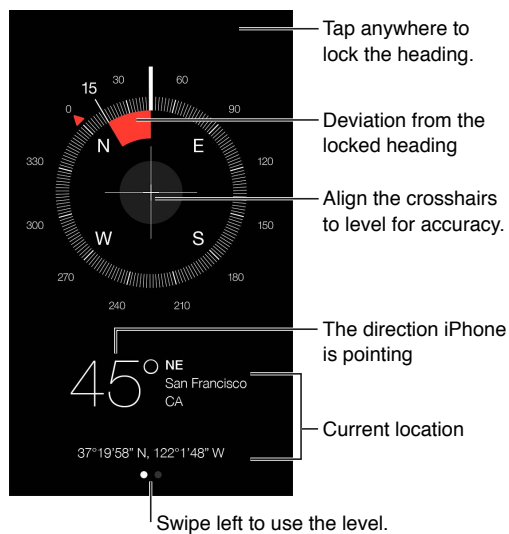 Tap anywhere to
lock the heading.
15
30
60
0
90
Deviation from the
locked heading
N
E
330
120
Align the crosshairs
to level for accuracy.
300
150
W
S
270
180
240
210
The direction iPhone
is pointing
45° NE
San Francisco
CA
Current location
37°19’58” N, 122°1’48” W
Swipe left to use the level.